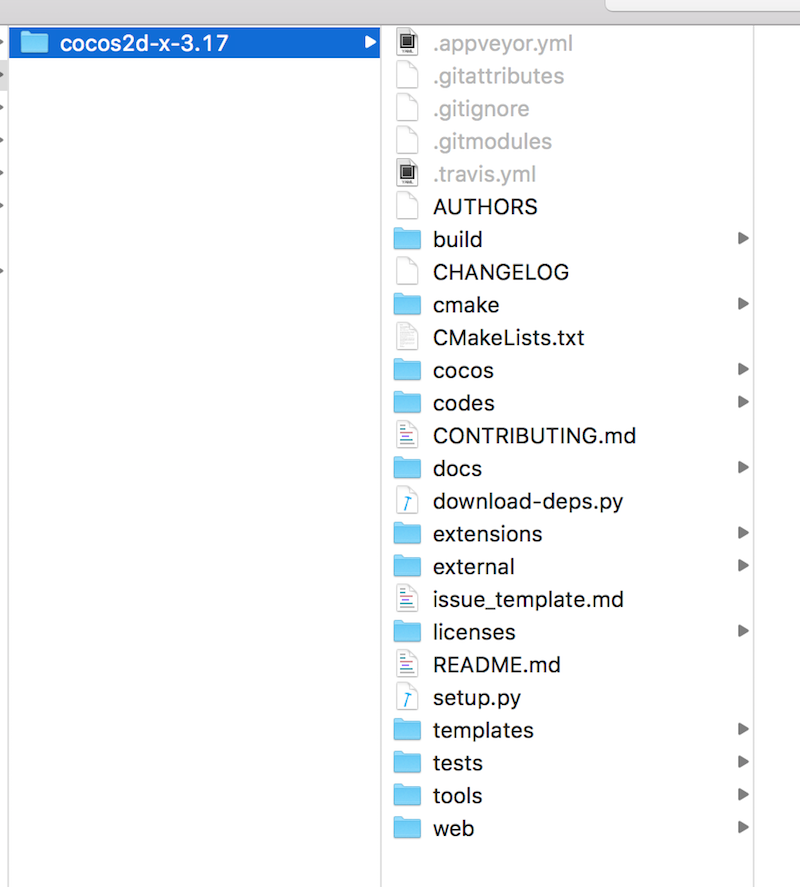 cocos2d-x-3.17
.appveyor.yml
.gitattributes
.gitignore
.gitmodules
.travis.yml
AUTHORS
build
CHANGELOG
cmake
CMakeLists.txt
cocos
codes
CONTRIBUTING.md
docs
download-deps.py
extensions
external
issue_template.md
licenses
README.md
setup.py
templates
tests
tools
web